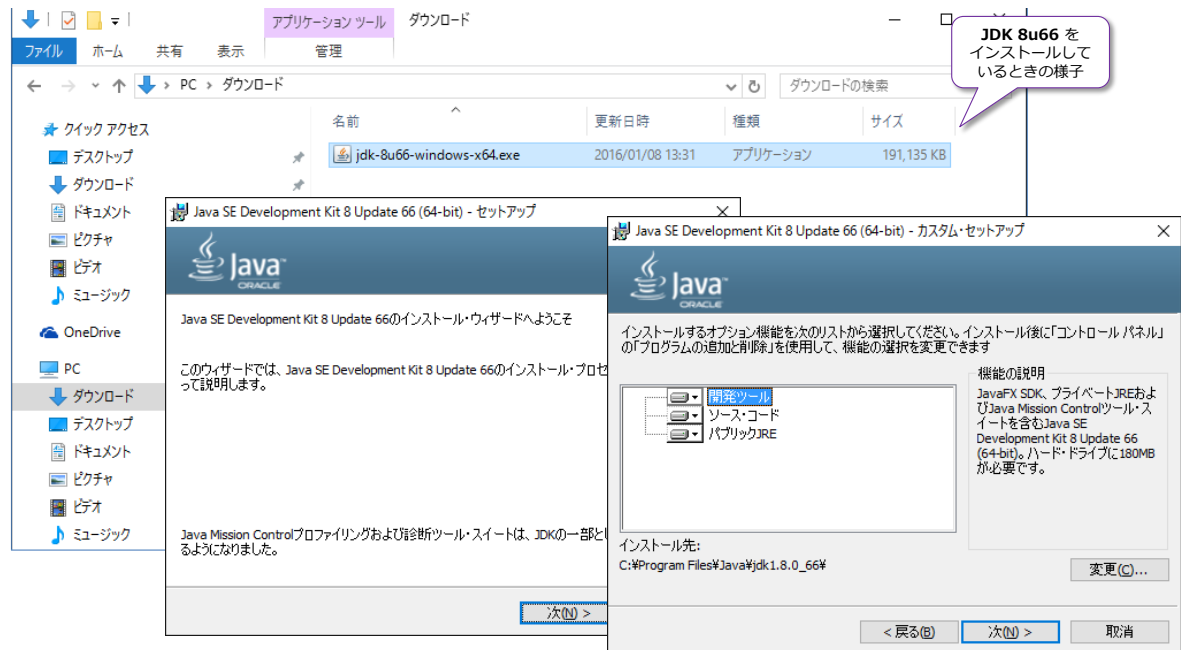 アプリケーション ツール
ダウンロード
ファイル
ホーム
共有
表示
管理
JDK 8u66 を
インストールして
いるときの様子
PC › ダウンロード
ダウンロードの検索
名前
更新日時
種類
サイズ
jdk-8u66-windows-x64.exe
2016/01/08 13:31
アプリケーション
191,135 KB
クイック アクセス
デスクトップ
ダウンロード
ドキュメント
ピクチャ
ビデオ
ミュージック
OneDrive
PC
ダウンロード
デスクトップ
ドキュメント
ピクチャ
ビデオ
ミュージック
Java SE Development Kit 8 Update 66 (64-bit) - セットアップ
Java
ORACLE
Java SE Development Kit 8 Update 66のインストール・ウィザードへようこそ
このウィザードでは、Java SE Development Kit 8 Update 66のインストール・プロセ
って説明します。
Java Mission Controlプロファイリングおよび診断ツール・スイートは、JDKの一部とし
るようになりました。
次(N) >
Java SE Development Kit 8 Update 66 (64-bit) - カスタム・セットアップ
Java
ORACLE
インストールするオプション機能を次のリストから選択してください。インストール後に「コントロール パネル」
の「プログラムの追加と削除」を使用して、機能の選択を変更できます
開発ツール
ソース・コード
パブリックJRE
機能の説明
JavaFX SDK、プライベートJREおよ
びJava Mission Controlツール・ス
イートを含むJava SE
Development Kit 8 Update 66
(64-bit)。ハード・ドライブに180MB
が必要です。
インストール先:
C:¥Program Files¥Java¥jdk1.8.0_66¥
変更(C)...
< 戻る(B)
次(N) >
取消